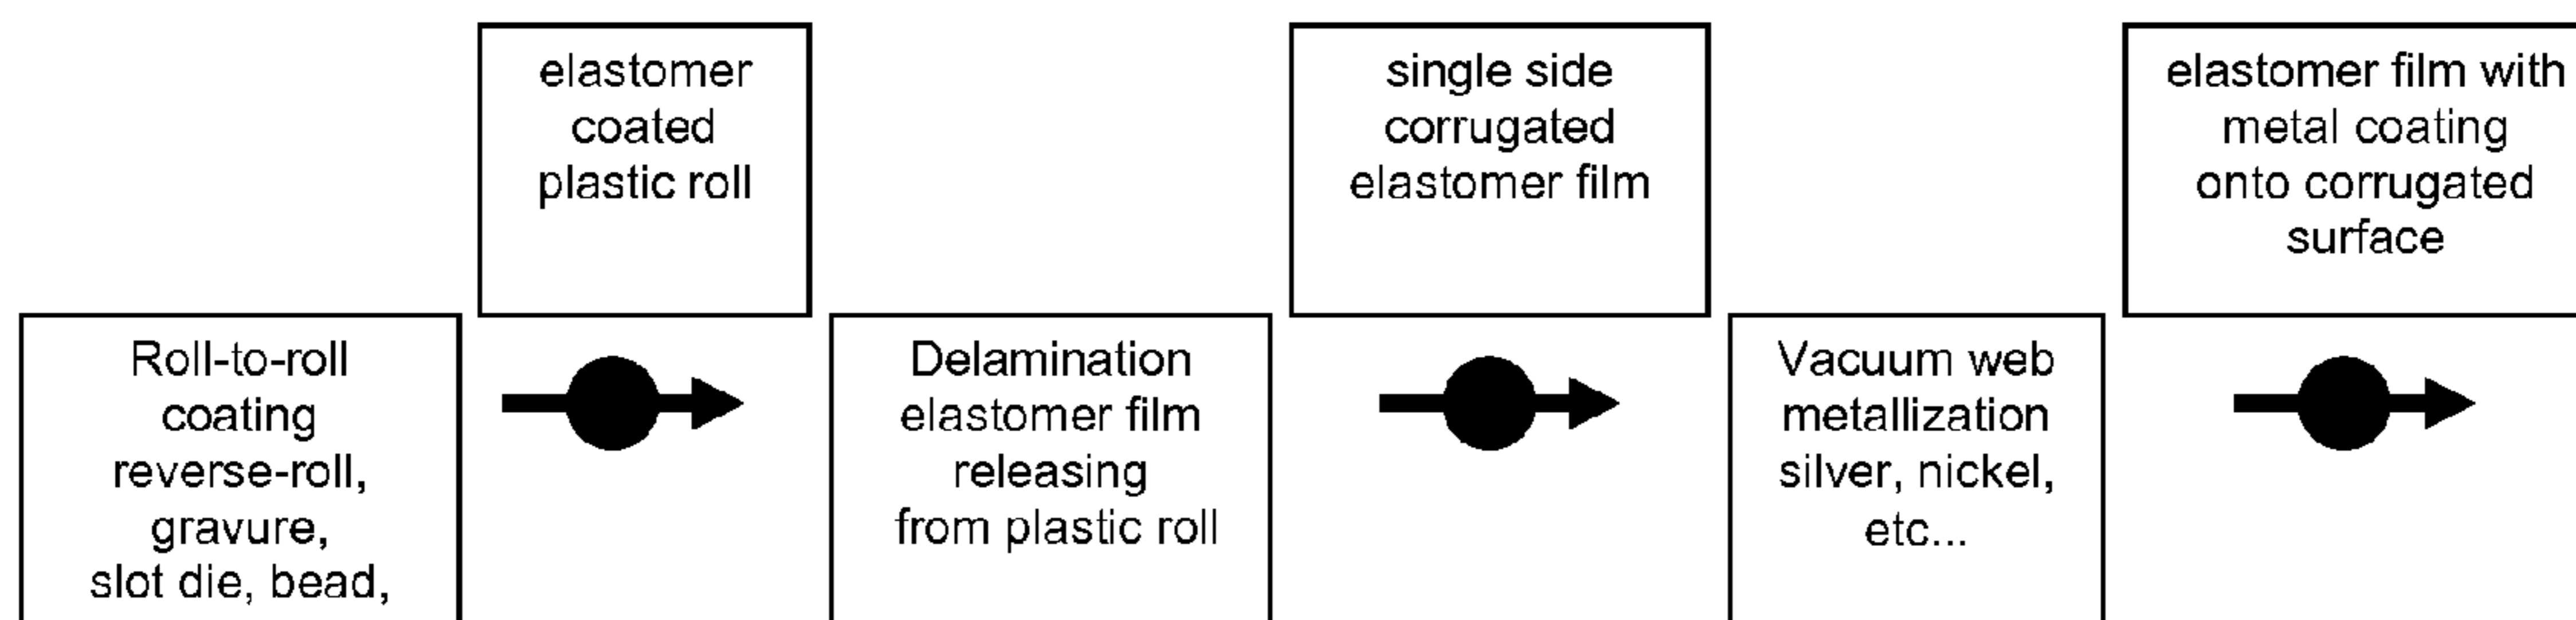 elastomer
coated
plastic roll
single side
corrugated
elastomer film
elastomer film with
metal coating
onto corrugated
surface
Roll-to-roll
coating
reverse-roll,
gravure,
slot die, bead,
Delamination
elastomer film
releasing
from plastic roll
Vacuum web
metallization
silver, nickel,
etc...